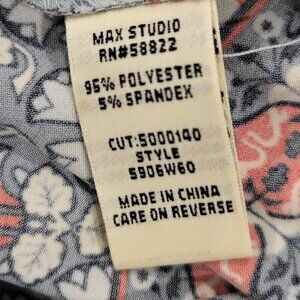 MAX STUDIO
RN#58822
95% POLYESTER
5% SPANDEX
CUT:5000140
STYLE
5906W60
MADE IN CHINA
CARE ON REVERSE